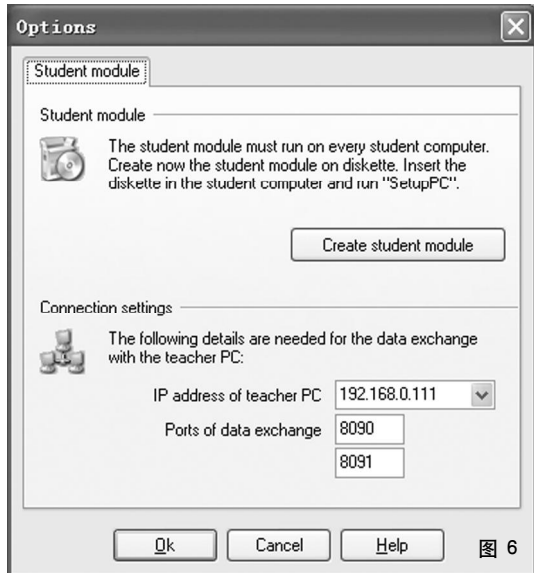 Options
Student module
Student module
The student module must run on every student computer.
Create now the student module on diskette. Insert the
diskette in the student computer and run "SetupPC".
Create student module
Connection settings
The following details are needed for the data exchange
with the teacher PC:
IP address of teacher PC 192.168.0.111
Ports of data exchange 8090
8091
Ok Cancel Help 图 6